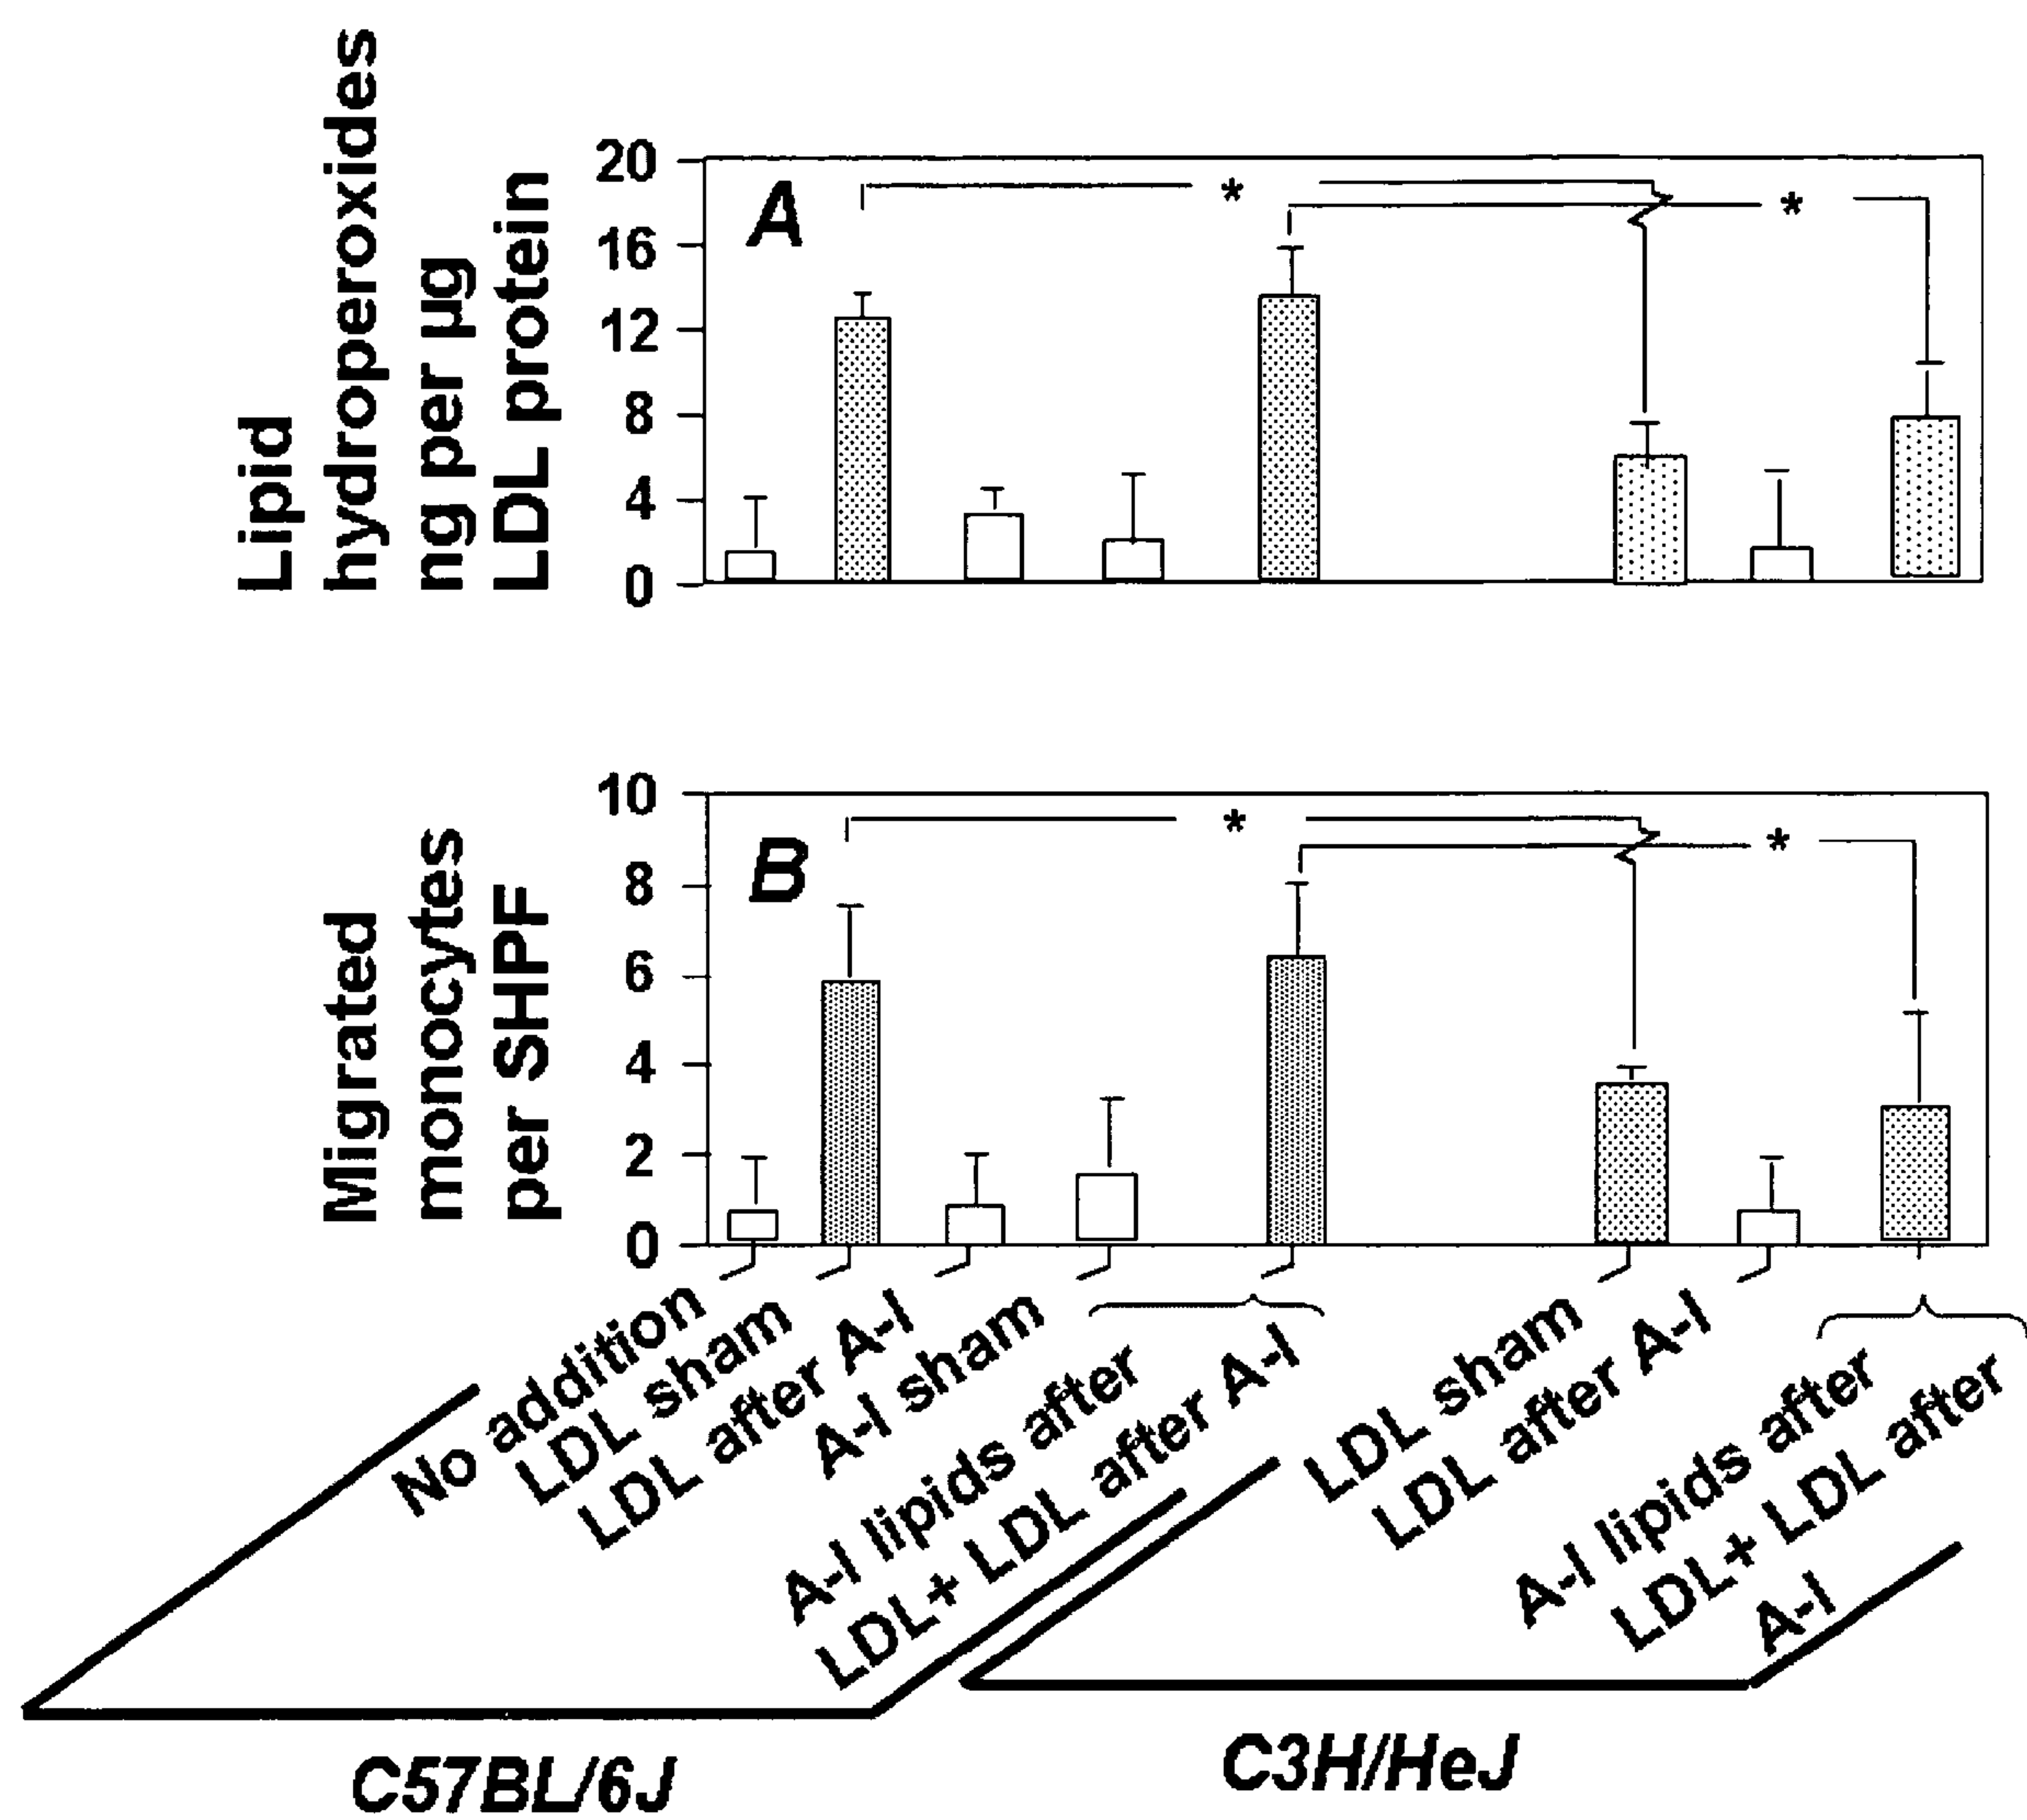 Lipid
hydroperoxides
ng per µg
LDL protein
20
16
12
8
4
0
A
*
*
Migrated
monocytes
per SHPF
10
8
6
4
2
0
B
*
*
No addition
LDL sham
LDL after A-I
A-I sham
A-I lipids after
LDL+ LDL after A-I
LDL sham
LDL after A-I
A-I lipids after
LDL+ LDL after
A-I
C57BL/6J
C3H/HeJ